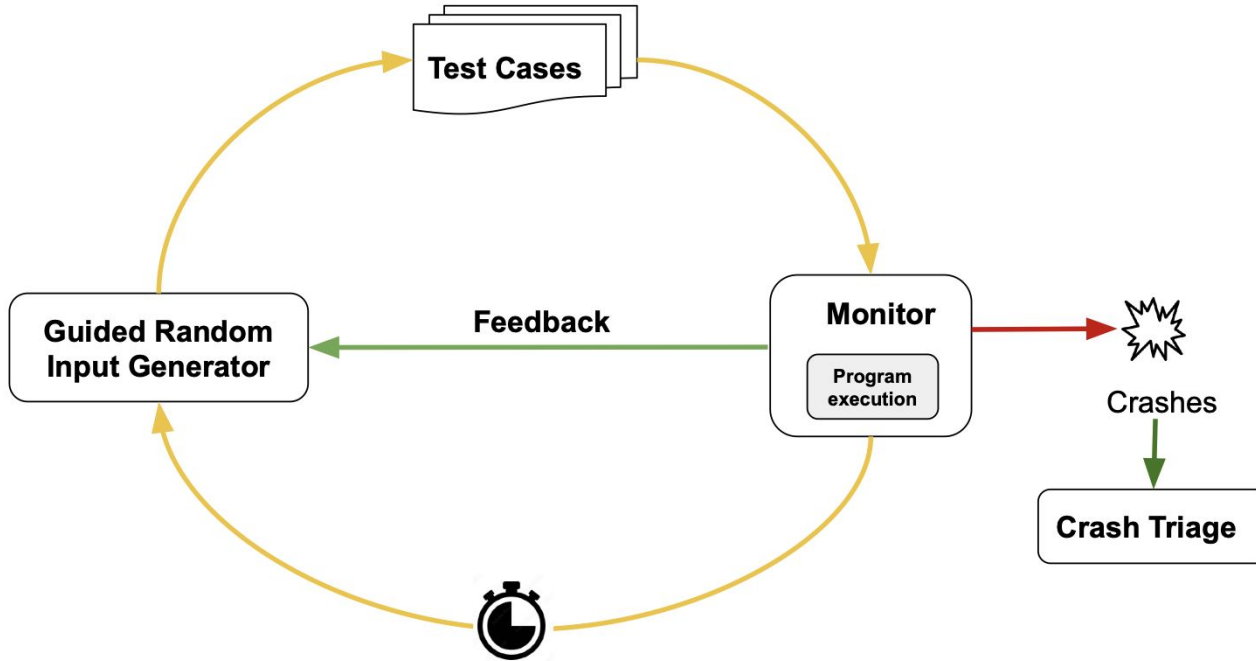 Test Cases
Guided Random
Input Generator
Feedback
Monitor
Program
execution
Crashes
Crash Triage